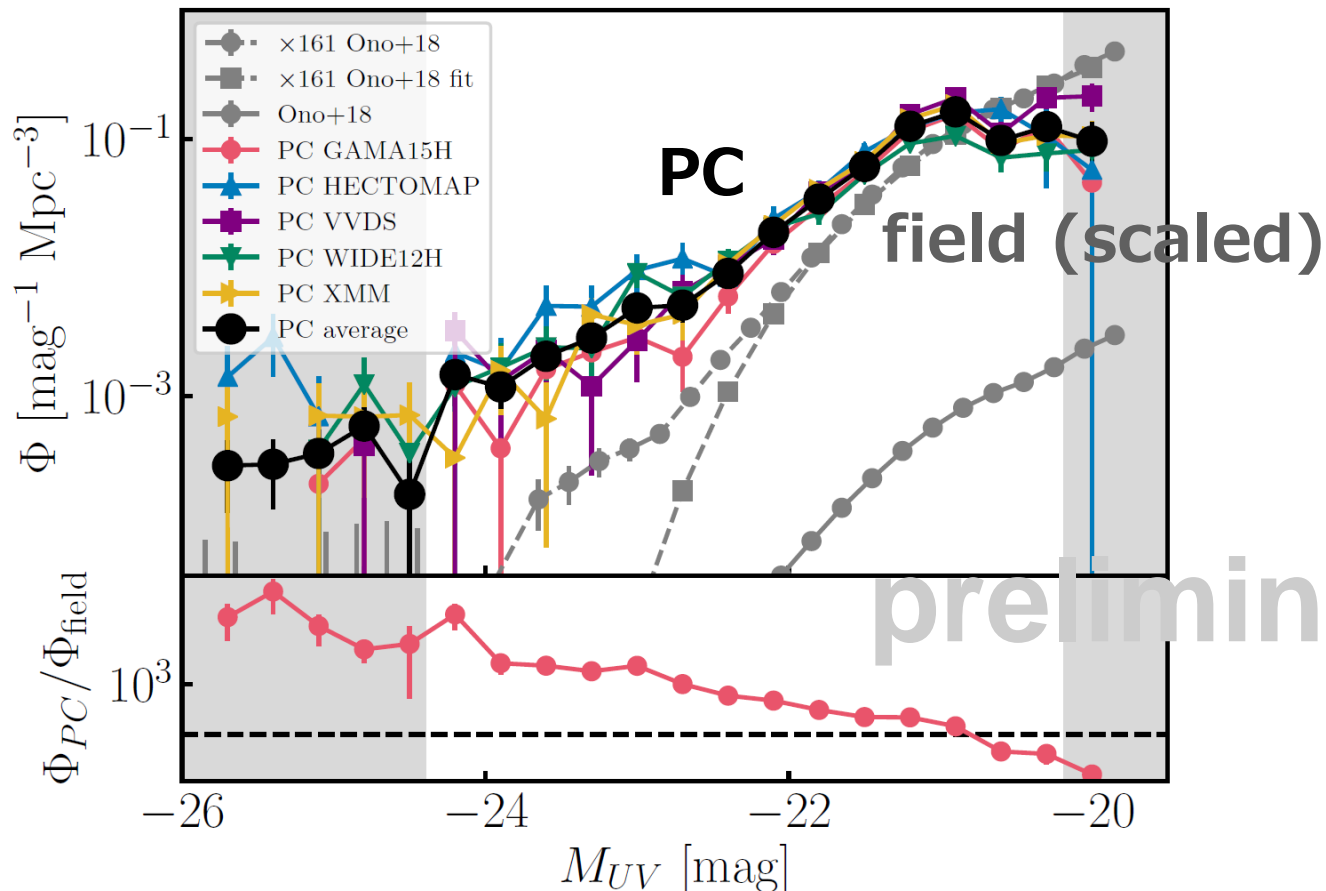 ×161 Ono+18
×161 Ono+18 fit
Ono+18
PC GAMA15H
PC HECTOMAP
PC VVDS
PC WIDE12H
PC XMM
PC average
PC
field (scaled)
Φ [mag⁻¹ Mpc⁻³]
10⁻¹
10⁻³
prelimin
Φ_PC/Φ_field
10³
−26 −24 −22 −20
M_UV [mag]